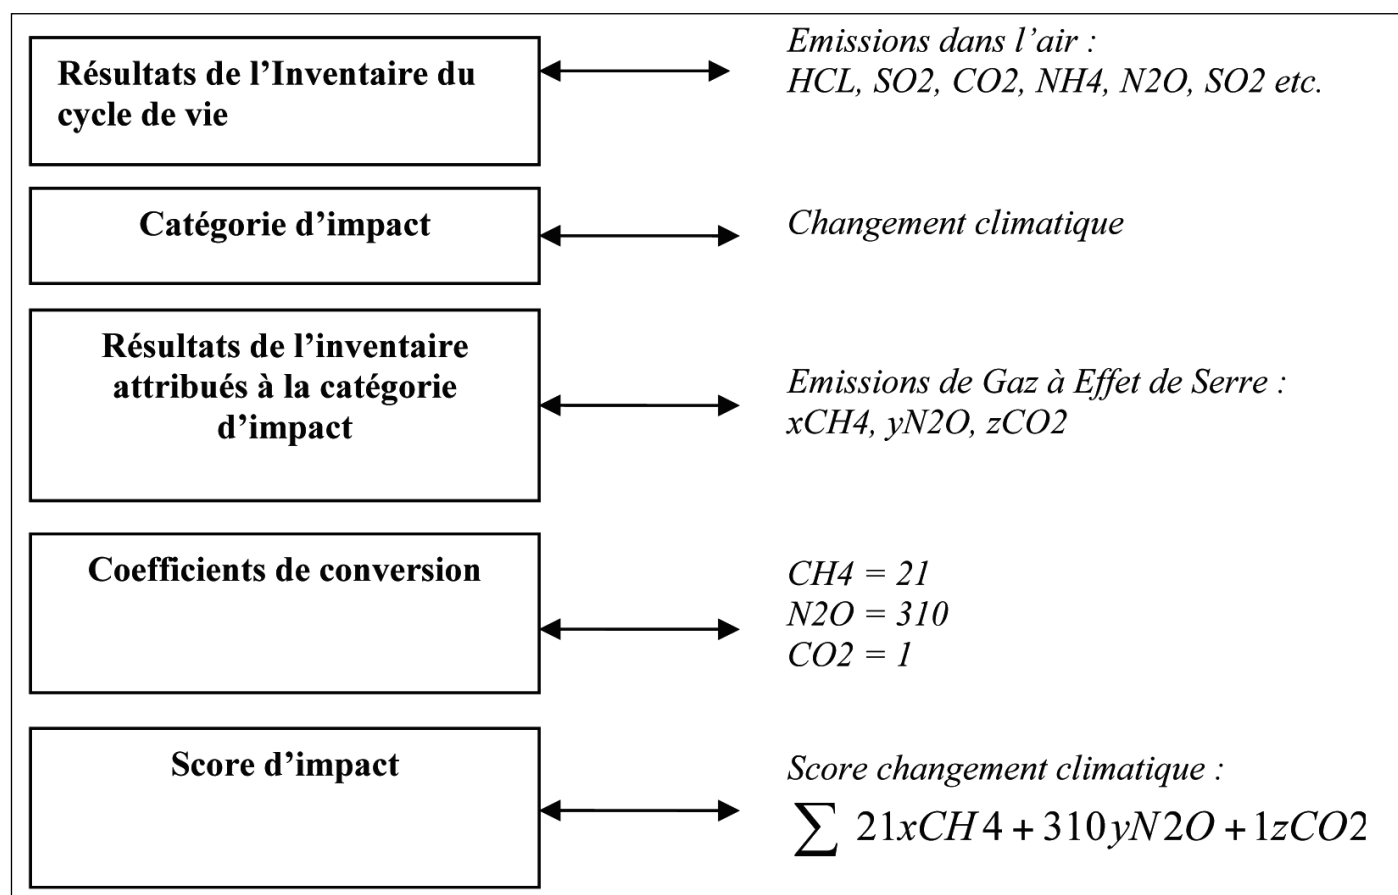 Résultats de l’Inventaire du
cycle de vie
Emissions dans l’air :
HCL, SO2, CO2, NH4, N2O, SO2 etc.
Catégorie d’impact
Changement climatique
Résultats de l’inventaire
attribués à la catégorie
d’impact
Emissions de Gaz à Effet de Serre :
xCH4, yN2O, zCO2
Coefficients de conversion
CH4 = 21
N2O = 310
CO2 = 1
Score d’impact
Score changement climatique :
∑ 21xCH4 + 310yN2O + 1zCO2